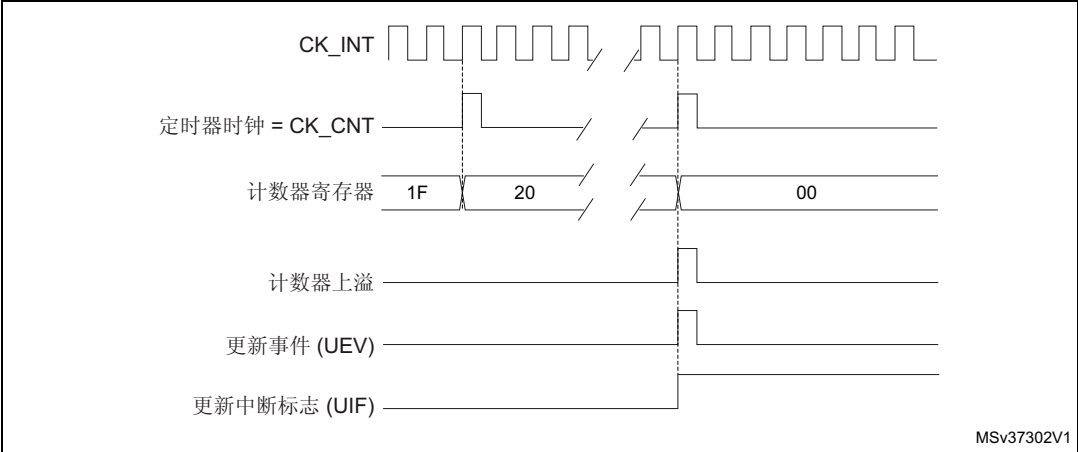 CK_INT
定时器时钟 = CK_CNT
计数器寄存器 1F 20 00
计数器上溢
更新事件 (UEV)
更新中断标志 (UIF)
MSv37302V1